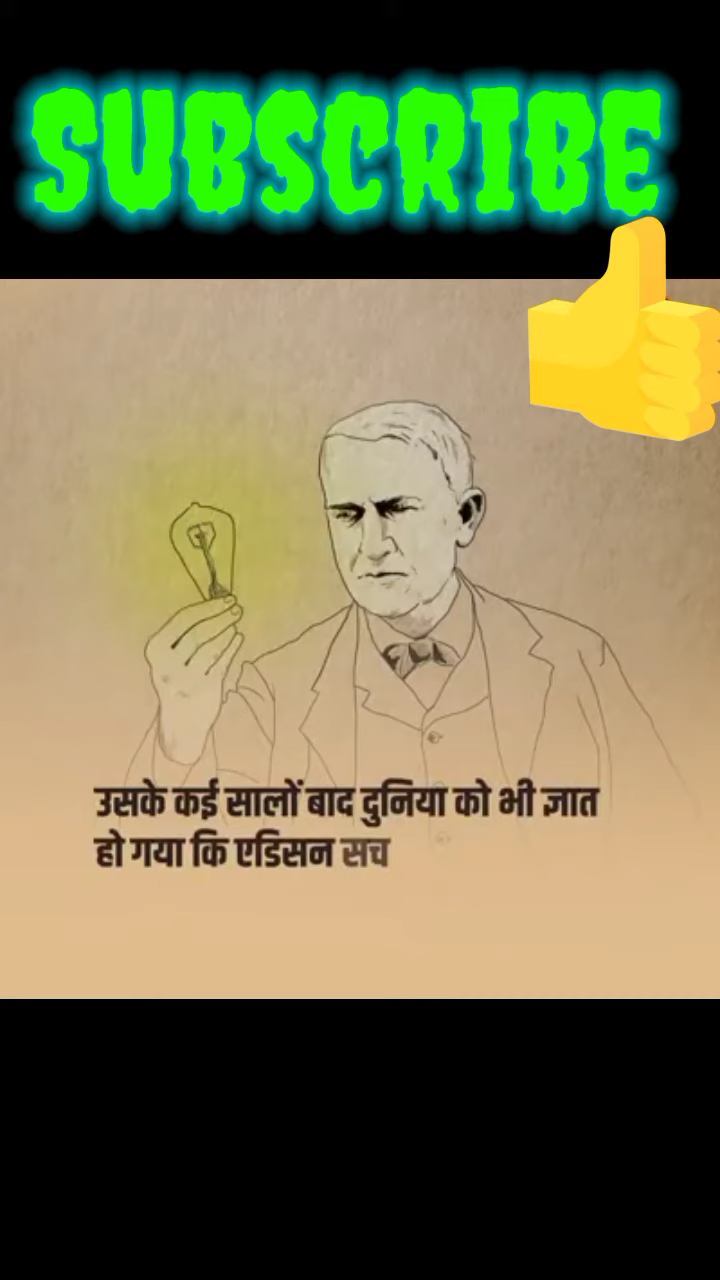 SUBSCRIBE
उसके कई सालों बाद दुनिया को भी ज्ञात
हो गया कि एडिसन सच